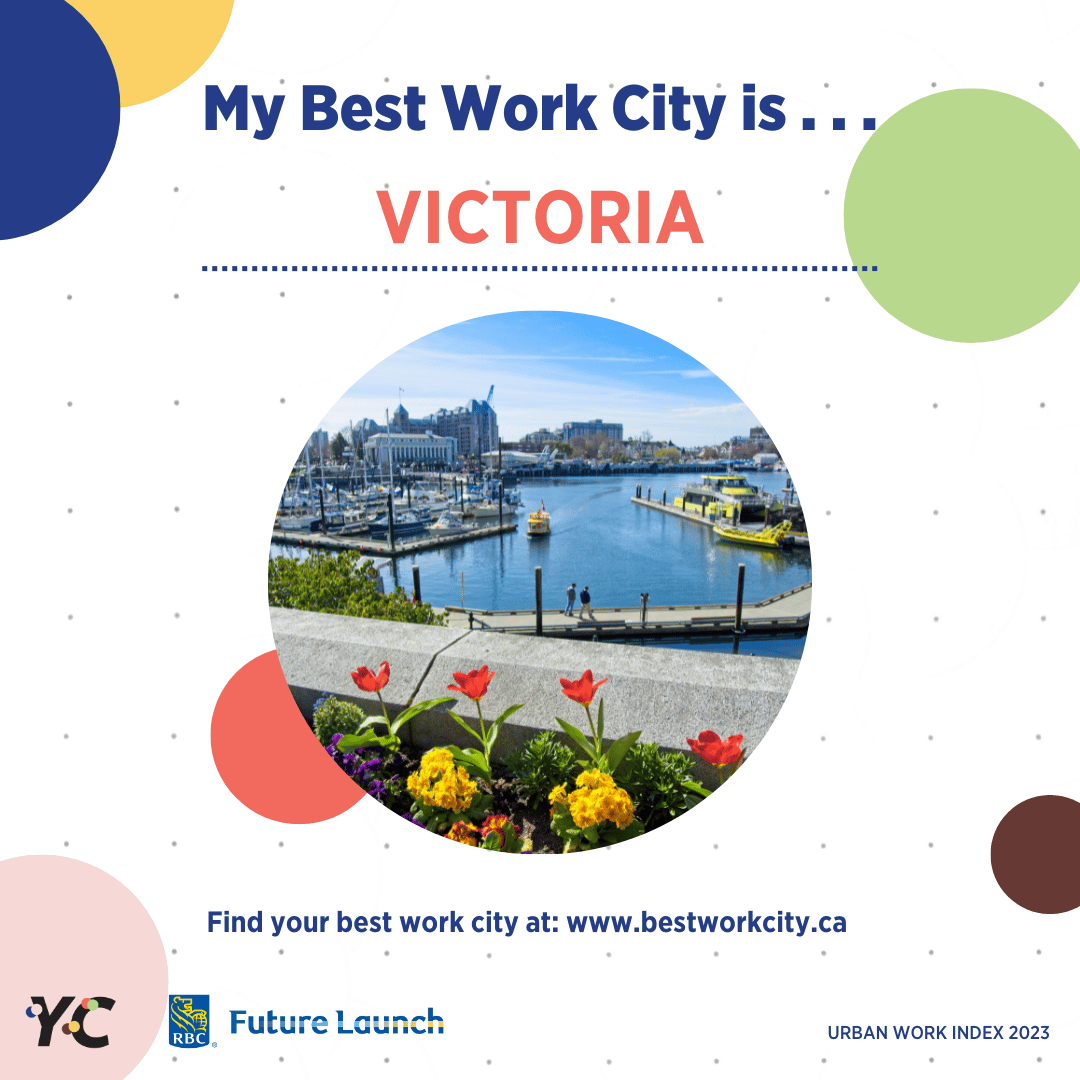 My Best Work City is . . .
VICTORIA
Find your best work city at: www.bestworkcity.ca
YC
RBC ®
Future Launch
URBAN WORK INDEX 2023